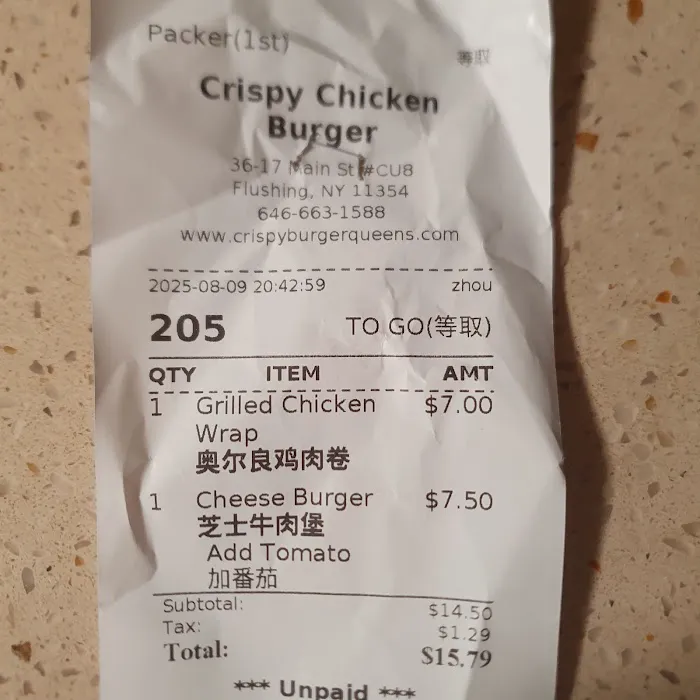 Packer(1st)
等取
Crispy Chicken
Burger
36-17 Main St #CU8
Flushing, NY 11354
646-663-1588
www.crispyburgerqueens.com
2025-08-09 20:42:59 zhou
205 TO GO(等取)
QTY ITEM AMT
1 Grilled Chicken $7.00
Wrap
奥尔良鸡肉卷
1 Cheese Burger $7.50
芝士牛肉堡
Add Tomato
加番茄
Subtotal: $14.50
Tax: $1.29
Total: $15.79
*** Unpaid ***